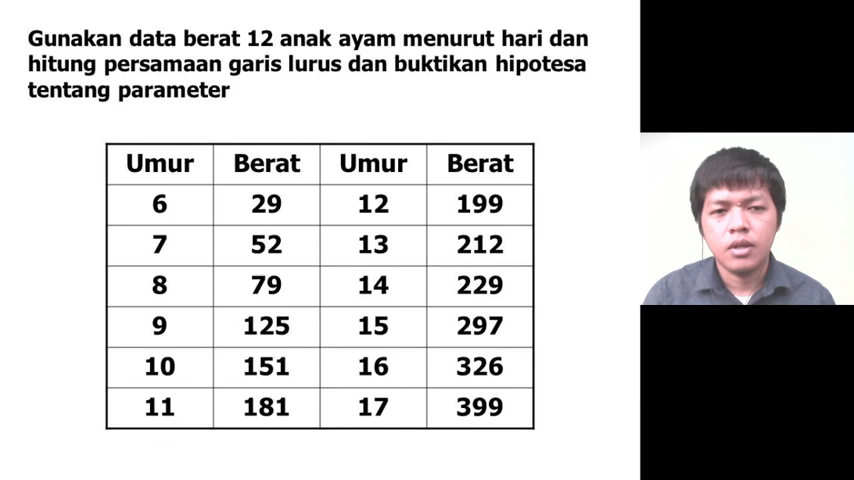 Gunakan data berat 12 anak ayam menurut hari dan
hitung persamaan garis lurus dan buktikan hipotesa
tentang parameter
Umur Berat Umur Berat
6 29 12 199
7 52 13 212
8 79 14 229
9 125 15 297
10 151 16 326
11 181 17 399